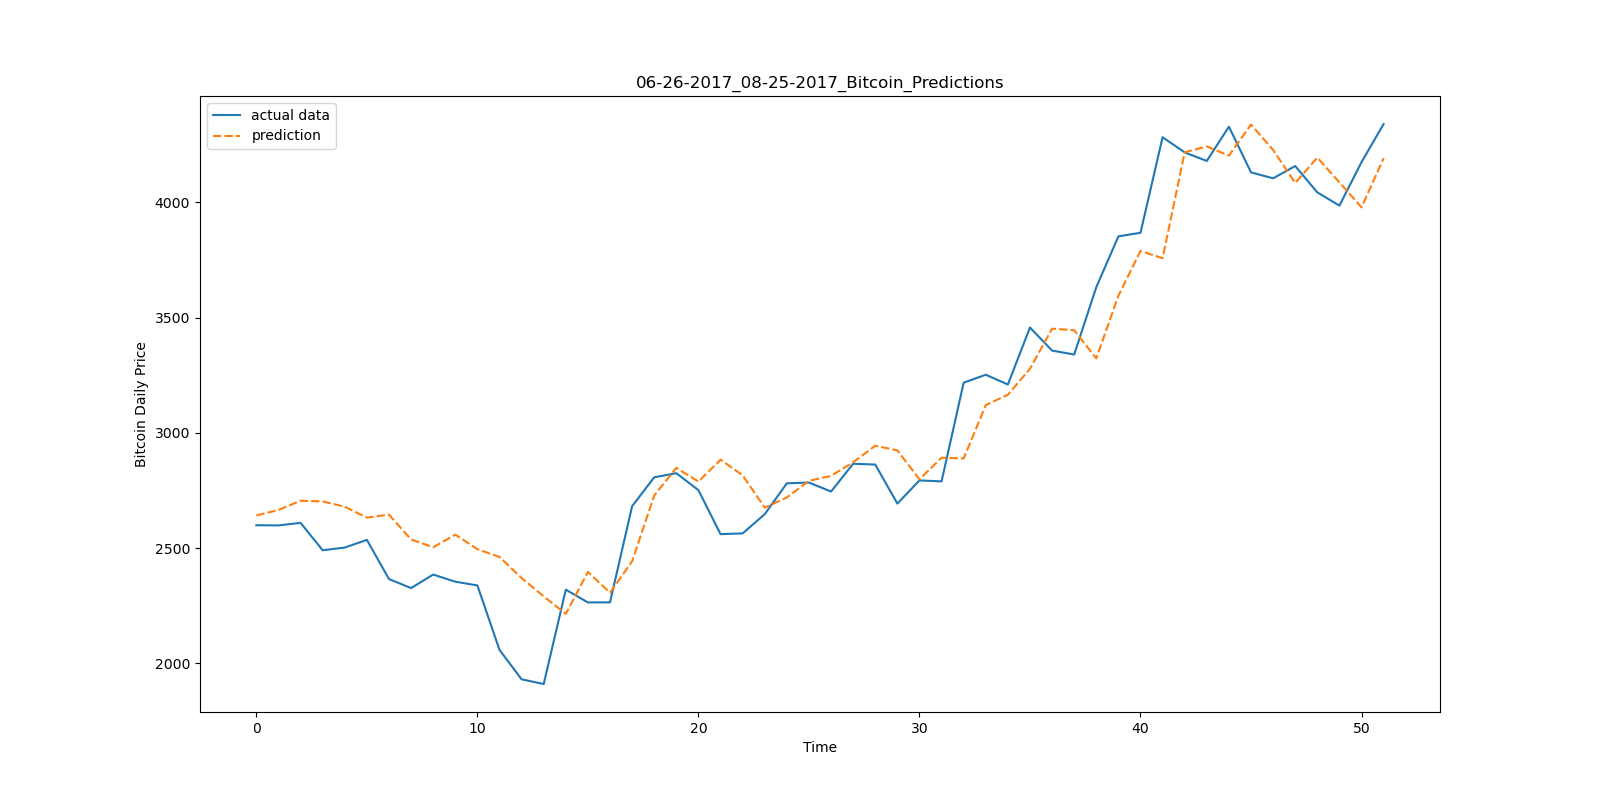 06-26-2017_08-25-2017_Bitcoin_Predictions
actual data
prediction
4000
3500
3000
2500
2000
Bitcoin Daily Price
0 10 20 30 40 50
Time